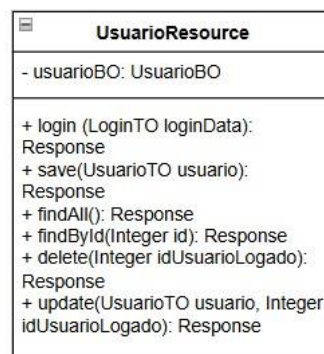 UsuarioResource
- usuarioBO: UsuarioBO
+ login (LoginTO loginData):
Response
+ save(UsuarioTO usuario):
Response
+ findAll(): Response
+ findById(Integer id): Response
+ delete(Integer idUsuarioLogado):
Response
+ update(UsuarioTO usuario, Integer
idUsuarioLogado): Response